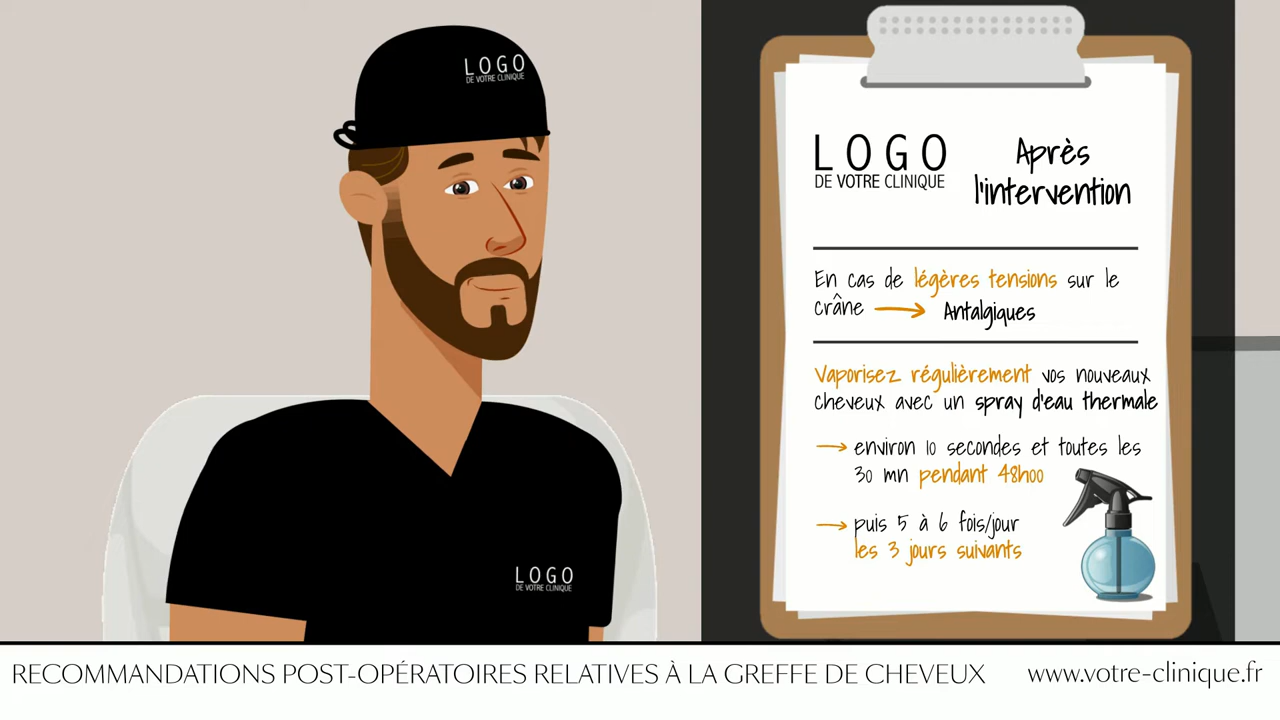 LOGO
DE VOTRE CLINIQUE
LOGO
DE VOTRE CLINIQUE
LOGO
DE VOTRE CLINIQUE
Après
l'intervention
En cas de légères tensions sur le
crâne → Antalgiques
Vaporisez régulièrement vos nouveaux
cheveux avec un spray d'eau thermale
→ environ 10 secondes et toutes les
30 mn pendant 48h00
→ puis 5 à 6 fois/jour
les 3 jours suivants
RECOMMANDATIONS POST-OPÉRATOIRES RELATIVES À LA GREFFE DE CHEVEUX
www.votre-clinique.fr